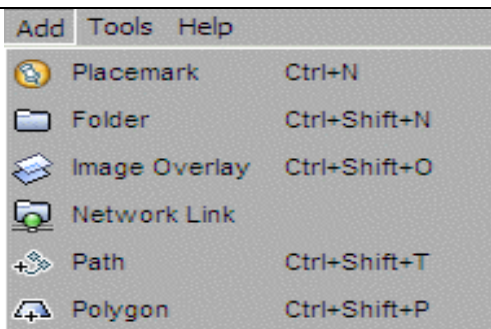 Add Tools Help
Placemark Ctrl+N
Folder Ctrl+Shift+N
Image Overlay Ctrl+Shift+O
Network Link
Path Ctrl+Shift+T
Polygon Ctrl+Shift+P